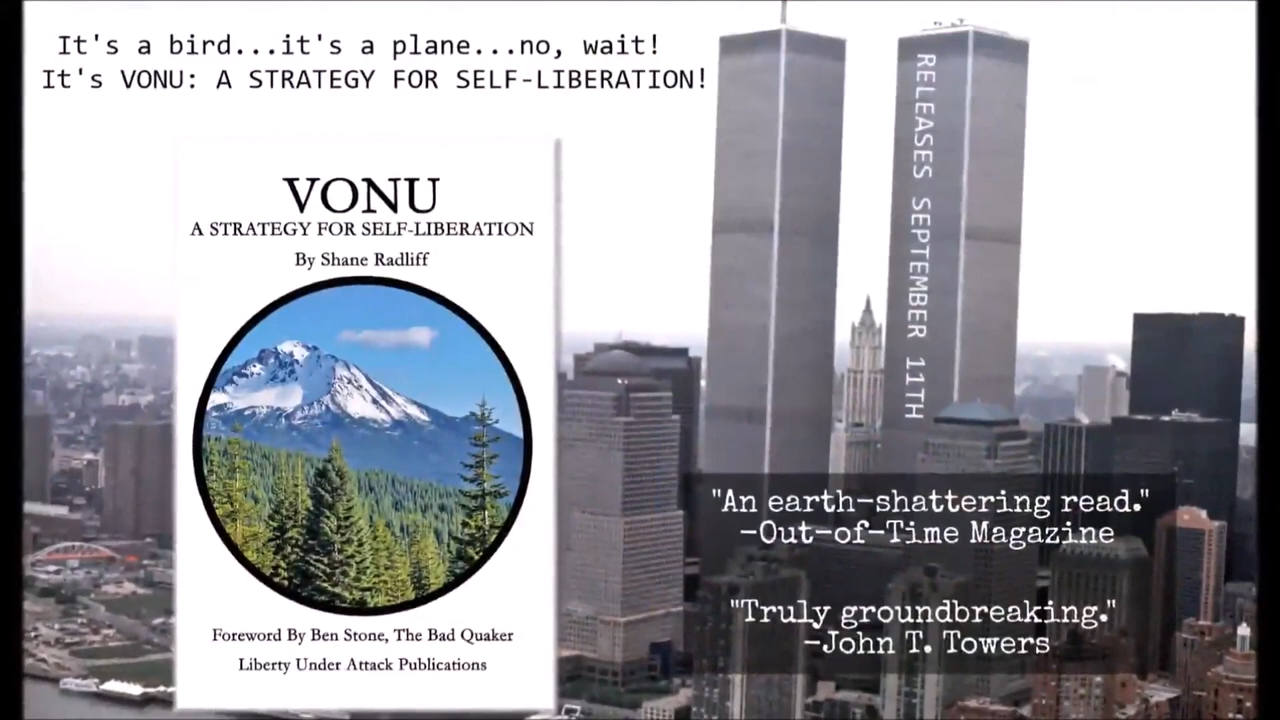 It's a bird...it's a plane...no, wait!
It's VONU: A STRATEGY FOR SELF-LIBERATION!
VONU
A STRATEGY FOR SELF-LIBERATION
By Shane Radliff
Foreword By Ben Stone, The Bad Quaker
Liberty Under Attack Publications
RELEASES SEPTEMBER 11TH
"An earth-shattering read."
-Out-of-Time Magazine
"Truly groundbreaking."
-John T. Towers